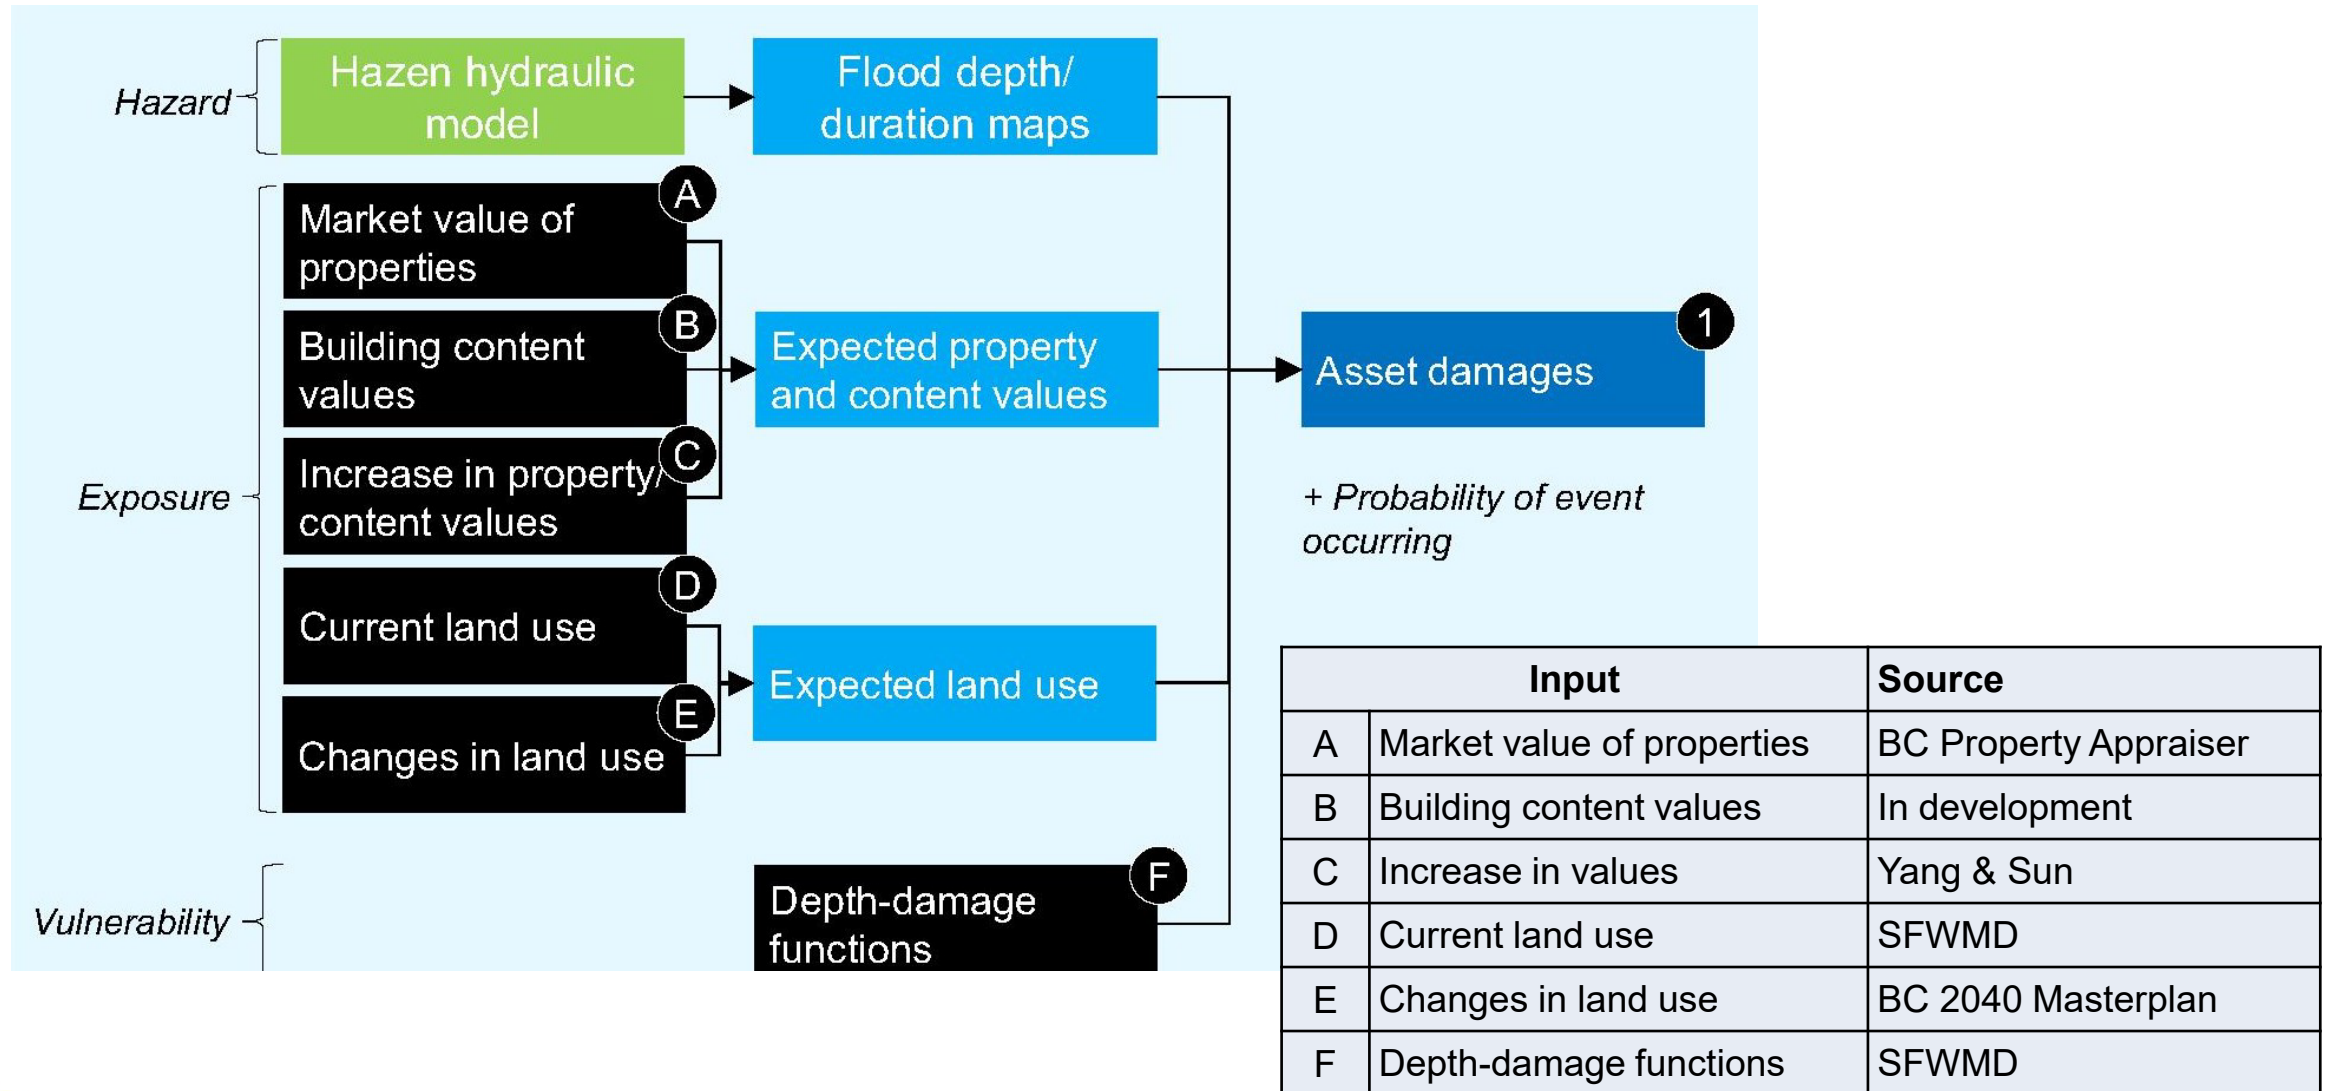 Hazard
Hazen hydraulic
model
Flood depth/
duration maps
Exposure
A
Market value of
properties
B
Building content
values
C
Increase in property/
content values
Expected property
and content values
1
Asset damages
+ Probability of event
occurring
D
Current land use
E
Changes in land use
Expected land use
Vulnerability
F
Depth-damage
functions
Input Source
A Market value of properties BC Property Appraiser
B Building content values In development
C Increase in values Yang & Sun
D Current land use SFWMD
E Changes in land use BC 2040 Masterplan
F Depth-damage functions SFWMD